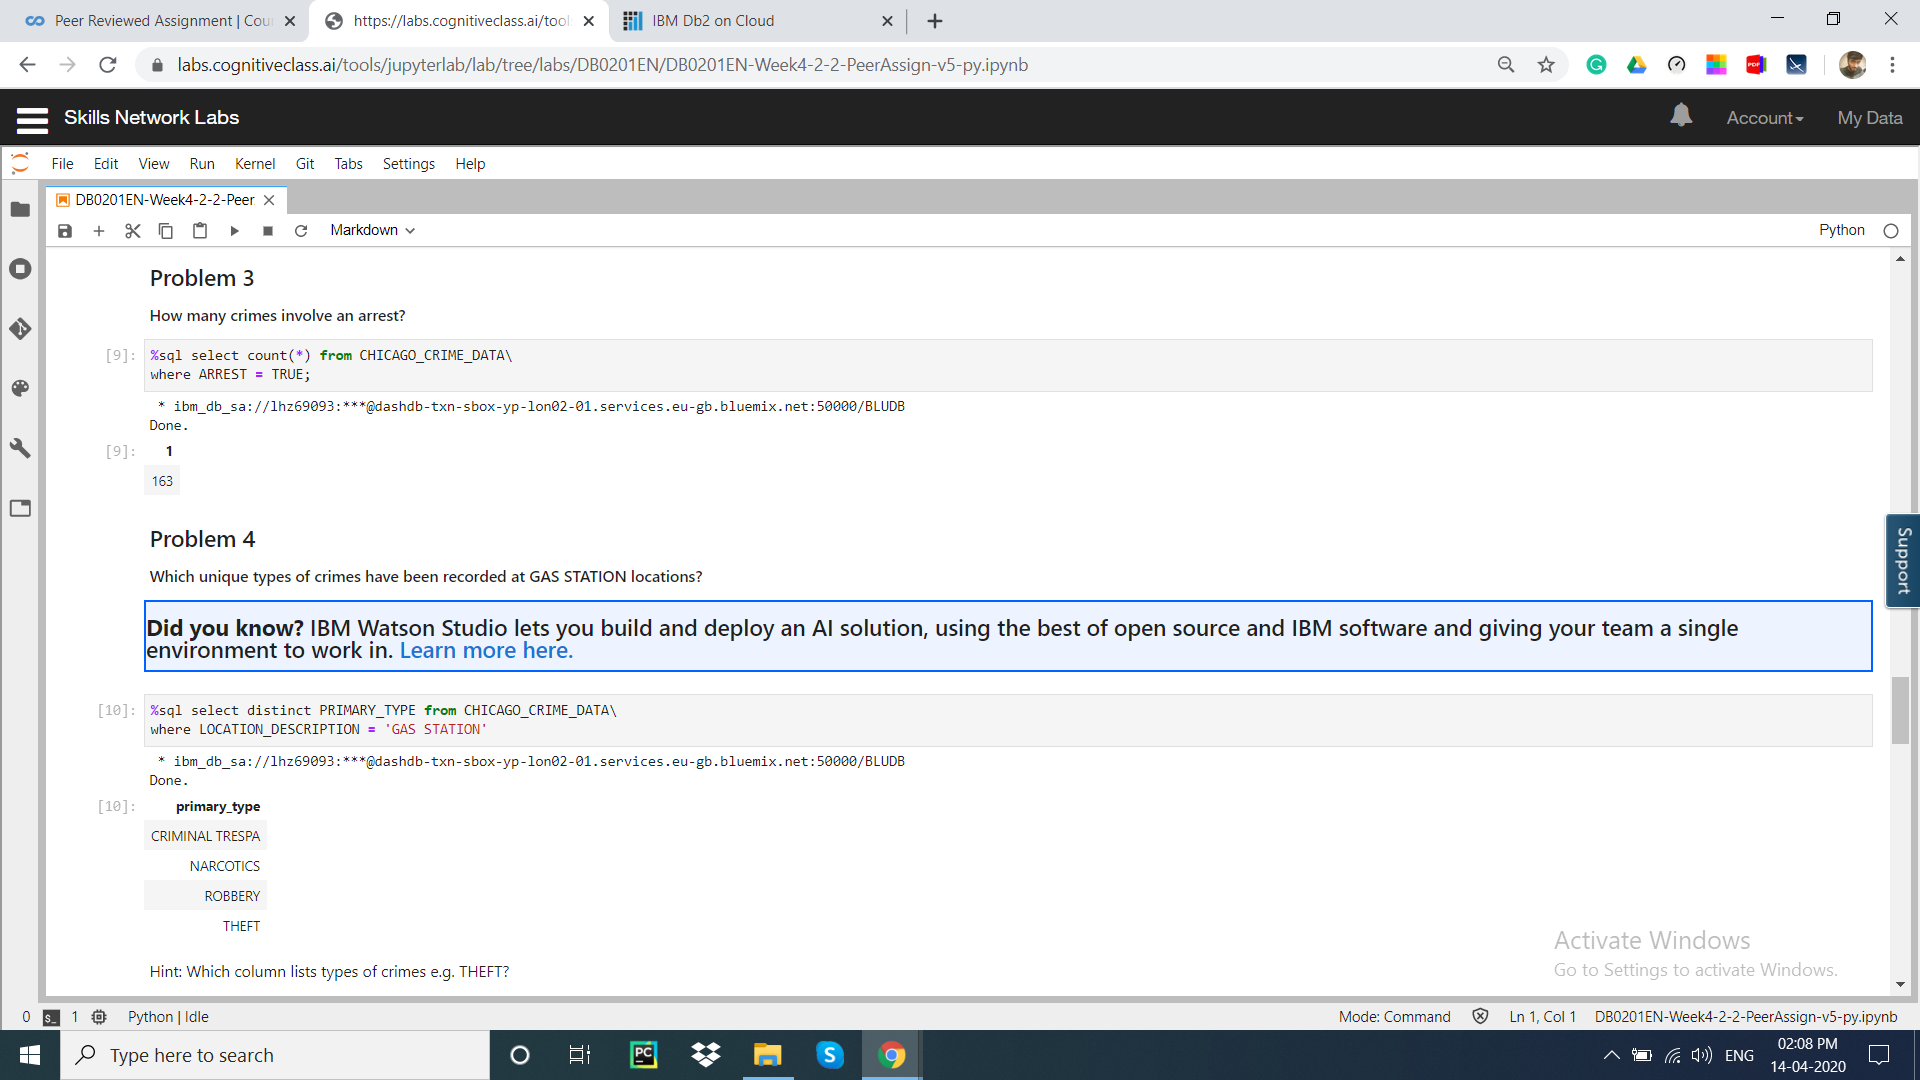 Peer Reviewed Assignment | Cou
https://labs.cognitiveclass.ai/tool
IBM Db2 on Cloud
labs.cognitiveclass.ai/tools/jupyterlab/lab/tree/labs/DB0201EN/DB0201EN-Week4-2-2-PeerAssign-v5-py.ipynb
Skills Network Labs
Account
My Data
File Edit View Run Kernel Git Tabs Settings Help
DB0201EN-Week4-2-2-Peer
Markdown
Python
Problem 3
How many crimes involve an arrest?
[9]: %sql select count(*) from CHICAGO_CRIME_DATA\
where ARREST = TRUE;
* ibm_db_sa://lhz69093:***@dashdb-txn-sbox-yp-lon02-01.services.eu-gb.bluemix.net:50000/BLUDB
Done.
[9]: 1
163
Problem 4
Which unique types of crimes have been recorded at GAS STATION locations?
Did you know? IBM Watson Studio lets you build and deploy an AI solution, using the best of open source and IBM software and giving your team a single
environment to work in. Learn more here.
[10]: %sql select distinct PRIMARY_TYPE from CHICAGO_CRIME_DATA\
where LOCATION_DESCRIPTION = 'GAS STATION'
* ibm_db_sa://lhz69093:***@dashdb-txn-sbox-yp-lon02-01.services.eu-gb.bluemix.net:50000/BLUDB
Done.
[10]: primary_type
CRIMINAL TRESPA
NARCOTICS
ROBBERY
THEFT
Hint: Which column lists types of crimes e.g. THEFT?
Support
Activate Windows
Go to Settings to activate Windows.
0 1 Python | Idle
Mode: Command Ln 1, Col 1 DB0201EN-Week4-2-2-PeerAssign-v5-py.ipynb
Type here to search
ENG
02:08 PM
14-04-2020